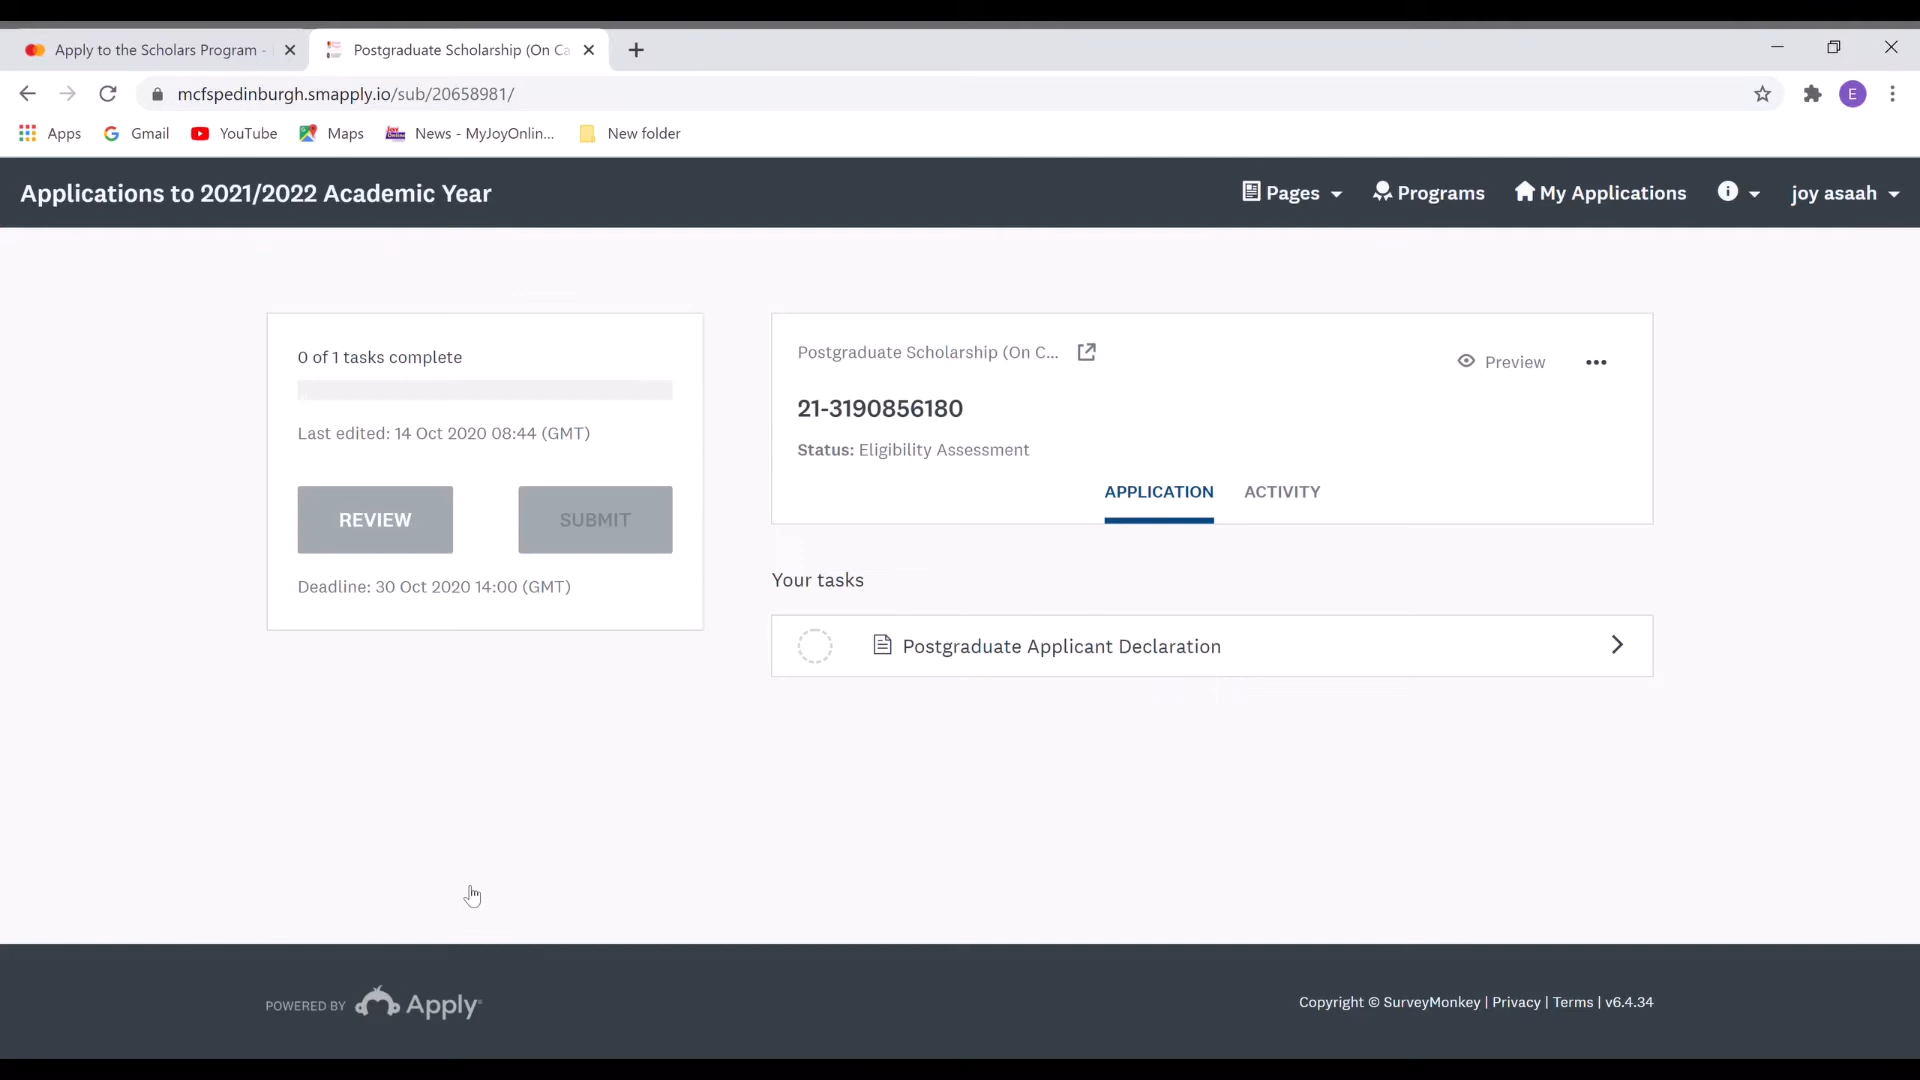 Apply to the Scholars Program -
Postgraduate Scholarship (On Ca
mcfspedinburgh.smapply.io/sub/20658981/
E
Apps
Gmail
YouTube
Maps
News - MyJoyOnlin...
New folder
Applications to 2021/2022 Academic Year
Pages
Programs
My Applications
joy asaah
0 of 1 tasks complete
Last edited: 14 Oct 2020 08:44 (GMT)
REVIEW
SUBMIT
Deadline: 30 Oct 2020 14:00 (GMT)
Postgraduate Scholarship (On C...
Preview
21-3190856180
Status: Eligibility Assessment
APPLICATION
ACTIVITY
Your tasks
Postgraduate Applicant Declaration
POWERED BY Apply
Copyright © SurveyMonkey | Privacy | Terms | v6.4.34